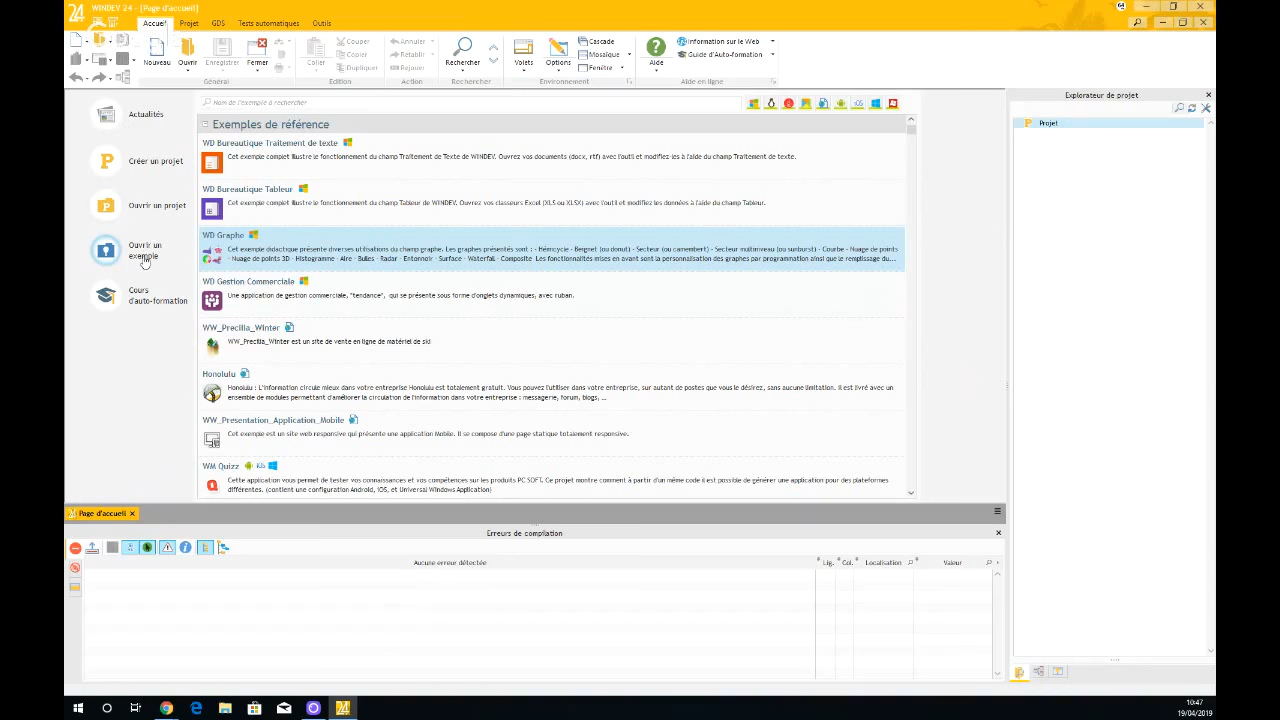 24 WINDEV 24 - [Page d'accueil]
64
Accueil Projet GDS Tests automatiques Outils
Nouveau Ouvrir Enregistrer Fermer
Couper
Copier
Dupliquer
Coller
Annuler
Rétablir
Rejouer
Rechercher
Volets Options
Cascade
Mosaïque
Fenêtre
Aide
Information sur le Web
Guide d'Auto-formation
Général Edition Action Rechercher Environnement Aide en ligne
Actualités
Créer un projet
Ouvrir un projet
Ouvrir un
exemple
Cours
d'auto-formation
Nom de l'exemple à rechercher
Exemples de référence
WD Bureautique Traitement de texte
Cet exemple complet illustre le fonctionnement du champ Traitement de Texte de WINDEV. Ouvrez vos documents (docx, rtf) avec l'outil et modifiez-les à l'aide du champ Traitement de texte.
WD Bureautique Tableur
Cet exemple complet illustre le fonctionnement du champ Tableur de WINDEV. Ouvrez vos classeurs Excel (XLS ou XLSX) avec l'outil et modifiez les données à l'aide du champ Tableur.
WD Graphe
Cet exemple didactique présente diverses utilisations du champ graphe. Les graphes présentés sont : - Hémicycle - Beignet (ou donut) - Secteur (ou camembert) - Secteur multiniveau (ou sunburst) - Courbe - Nuage de points
- Nuage de points 3D - Histogramme - Aire - Bulles - Radar - Entonnoir - Surface - Waterfall - Composite Les fonctionnalités mises en avant sont la personnalisation des graphes par programmation ainsi que le remplissage du...
WD Gestion Commerciale
Une application de gestion commerciale, "tendance", qui se présente sous forme d'onglets dynamiques, avec ruban.
WW_Precilla_Winter
WW_Precilla_Winter est un site de vente en ligne de matériel de ski
Honolulu
Honolulu : L'information circule mieux dans votre entreprise Honolulu est totalement gratuit. Vous pouvez l'utiliser dans votre entreprise, sur autant de postes que vous le désirez, sans aucune limitation. Il est livré avec un
ensemble de modules permettant d'améliorer la circulation de l'information dans votre entreprise : messagerie, forum, blogs, ...
WW_Presentation_Application_Mobile
Cet exemple est un site web responsive qui présente une application Mobile. Il se compose d'une page statique totalement responsive.
WM Quizz iOS
Cette application vous permet de tester vos connaissances et vos compétences sur les produits PC SOFT. Ce projet montre comment à partir d'un même code il est possible de générer une application pour des plateformes
différentes. (contient une configuration Android, iOS, et Universal Windows Application)
Explorateur de projet
Projet
Page d'accueil
Erreurs de compilation
Aucune erreur détectée Lig. Col. Localisation Valeur
10:47
19/04/2019